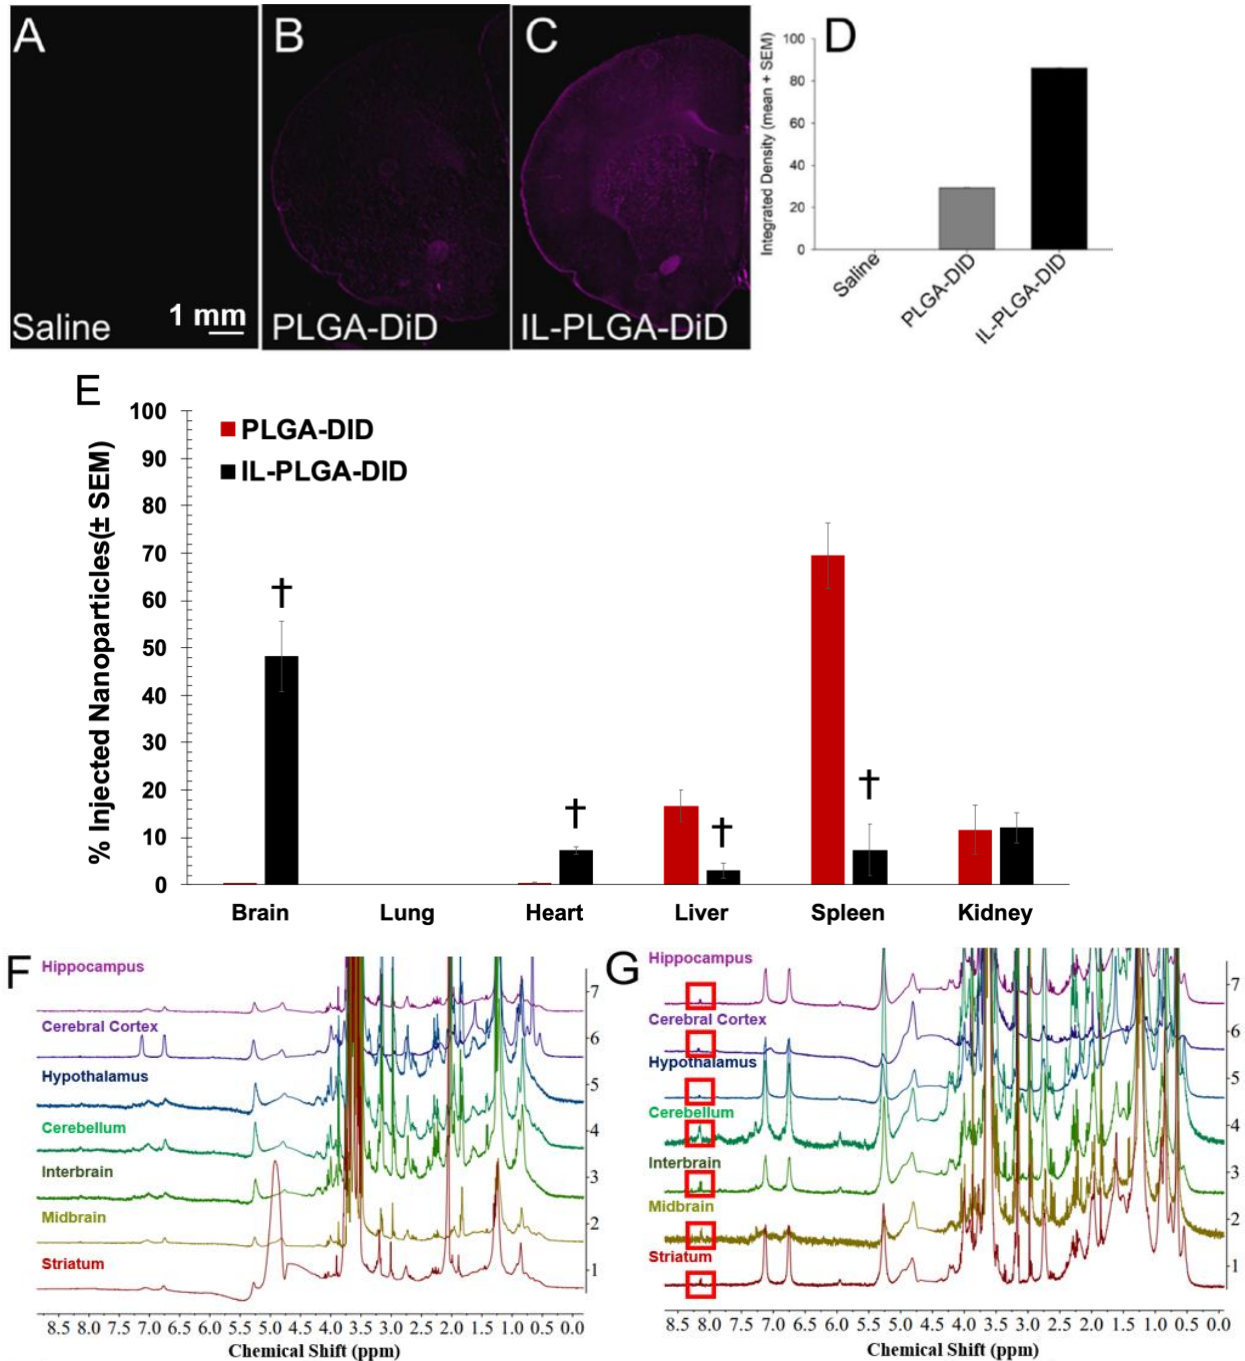 A
Saline
1 mm
B
PLGA-DiD
C
IL-PLGA-DiD
D
Integrated Density (mean + SEM)
100
80
60
40
20
0
Saline
PLGA-DID
IL-PLGA-DID
E
% Injected Nanoparticles(± SEM)
100
90
80
70
60
50
40
30
20
10
0
PLGA-DID
IL-PLGA-DID
†
†
†
†
Brain Lung Heart Liver Spleen Kidney
F
Hippocampus
Cerebral Cortex
Hypothalamus
Cerebellum
Interbrain
Midbrain
Striatum
7
6
5
4
3
2
1
8.5 8.0 7.5 7.0 6.5 6.0 5.5 5.0 4.5 4.0 3.5 3.0 2.5 2.0 1.5 1.0 0.5 0.0
Chemical Shift (ppm)
G
Hippocampus
Cerebral Cortex
Hypothalamus
Cerebellum
Interbrain
Midbrain
Striatum
7
6
5
4
3
2
1
8.5 8.0 7.5 7.0 6.5 6.0 5.5 5.0 4.5 4.0 3.5 3.0 2.5 2.0 1.5 1.0 0.5 0.0
Chemical Shift (ppm)